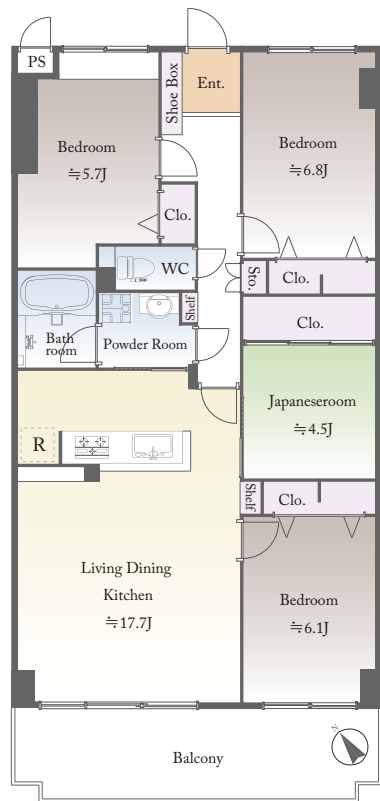 PS
Shoe Box
Ent.
Bedroom
≒5.7J
Bedroom
≒6.8J
Clo.
WC
Sto.
Clo.
Shelf
Clo.
Bath
room
Powder Room
Japaneseroom
≒4.5J
R
Shelf
Clo.
Living Dining
Kitchen
≒17.7J
Bedroom
≒6.1J
N
Balcony